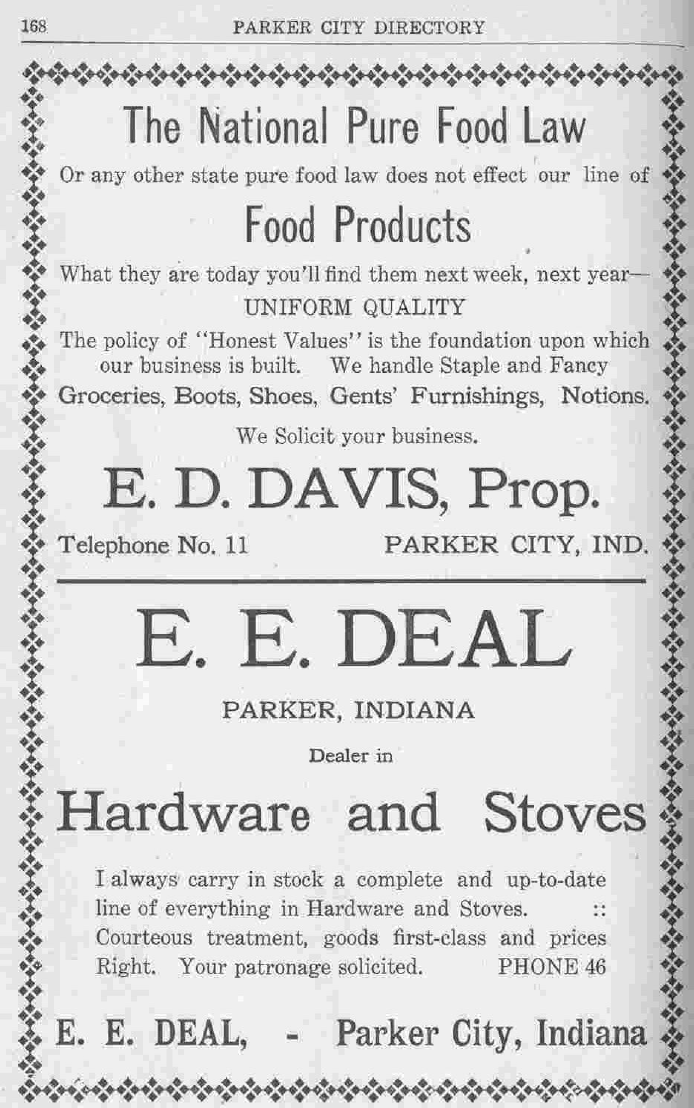 168
PARKER CITY DIRECTORY
The National Pure Food Law
Or any other state pure food law does not effect our line of
Food Products
What they are today you'll find them next week, next year—
UNIFORM QUALITY
The policy of "Honest Values" is the foundation upon which
our business is built. We handle Staple and Fancy
Groceries, Boots, Shoes, Gents' Furnishings, Notions.
We Solicit your business.
E. D. DAVIS, Prop.
Telephone No. 11 PARKER CITY, IND.
E. E. DEAL
PARKER, INDIANA
Dealer in
Hardware and Stoves
I always carry in stock a complete and up-to-date
line of everything in Hardware and Stoves. ::
Courteous treatment, goods first-class and prices
Right. Your patronage solicited. PHONE 46
E. E. DEAL, - Parker City, Indiana